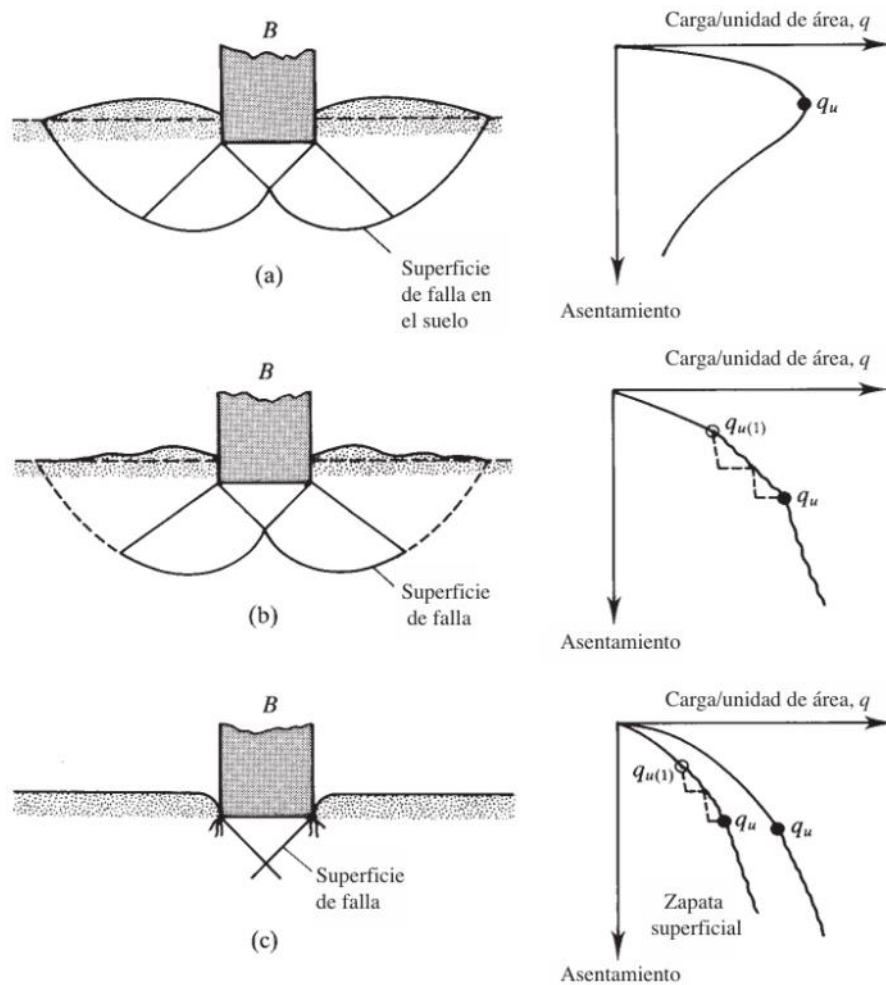 B
Carga/unidad de área, q
q_u
(a)
Superficie
de falla en
el suelo
Asentamiento
B
Carga/unidad de área, q
q_u(1)
q_u
(b)
Superficie
de falla
Asentamiento
B
Carga/unidad de área, q
q_u(1)
q_u
q_u
(c)
Superficie
de falla
Zapata
superficial
Asentamiento